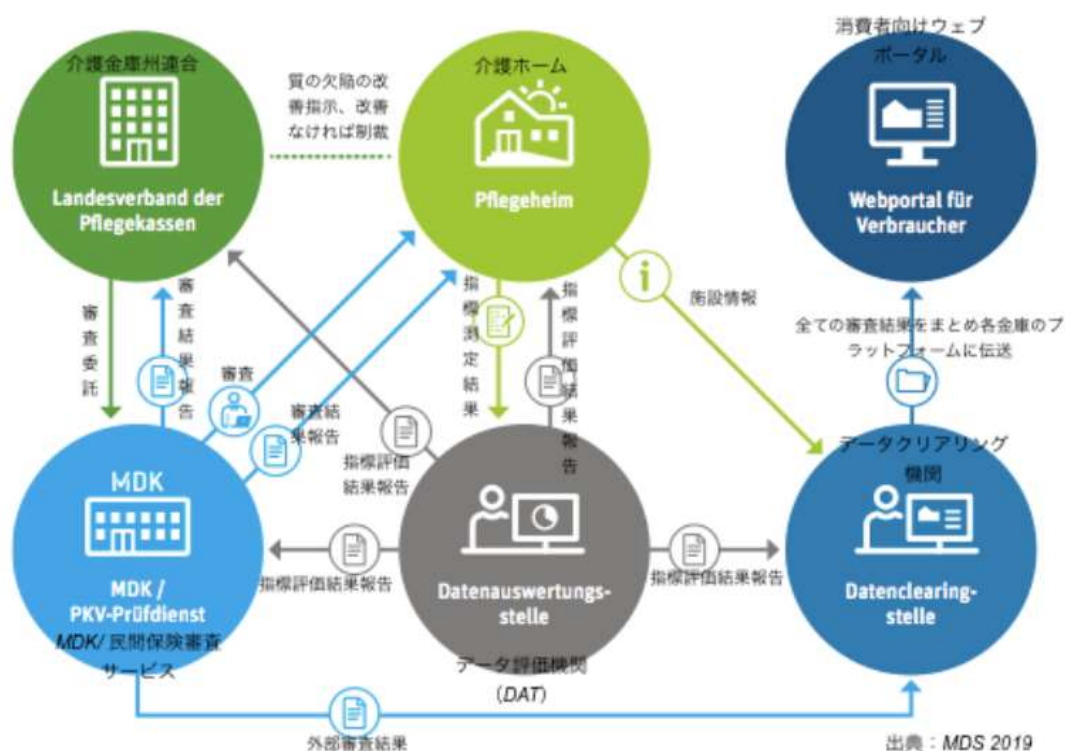 介護金庫州連合
Landesverband der
Pflegekassen
質の欠陥の改
善指示、改善
なければ制裁
介護ホーム
Pflegeheim
消費者向けウェブ
ポータル
Webportal für
Verbraucher
審査委託
審査結果報告
審査
審査結
果報告
指標測定結果
指標評価結果報告
施設情報
全ての審査結果をまとめ各金庫のプ
ラットフォームに伝送
指標評価
結果報告
MDK
MDK /
PKV-Prüfdienst
MDK/ 民間保険審査
サービス
指標評価結果報告
Datenauswertungs-
stelle
データ評価機関
（DAT）
指標評価結果報告
データクリアリング
機関
Datenclearing-
stelle
外部審査結果
出典：MDS 2019